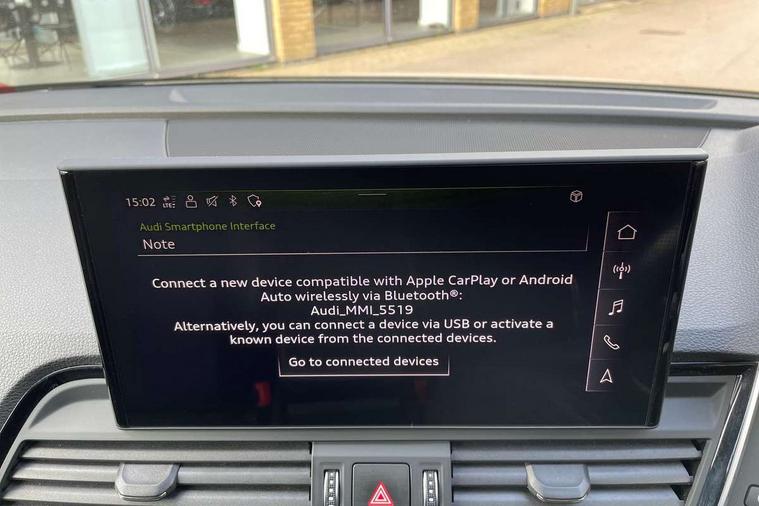 15:02 LTE
Audi Smartphone Interface
Note
Connect a new device compatible with Apple CarPlay or Android
Auto wirelessly via Bluetooth®:
Audi_MMI_5519
Alternatively, you can connect a device via USB or activate a
known device from the connected devices.
Go to connected devices